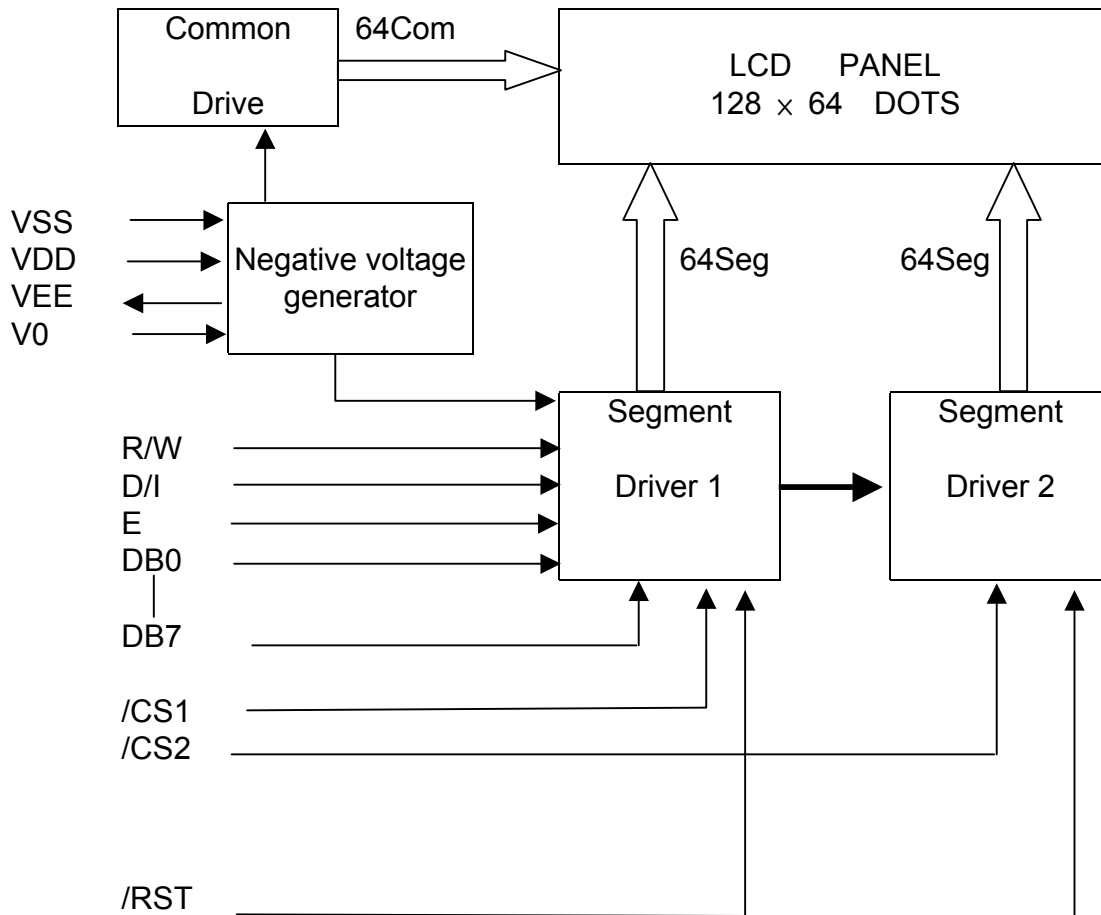 Common
Drive
64Com
LCD PANEL
128 × 64 DOTS
VSS
VDD
VEE
V0
Negative voltage
generator
64Seg
64Seg
R/W
D/I
E
DB0
DB7
Segment
Driver 1
Segment
Driver 2
/CS1
/CS2
/RST